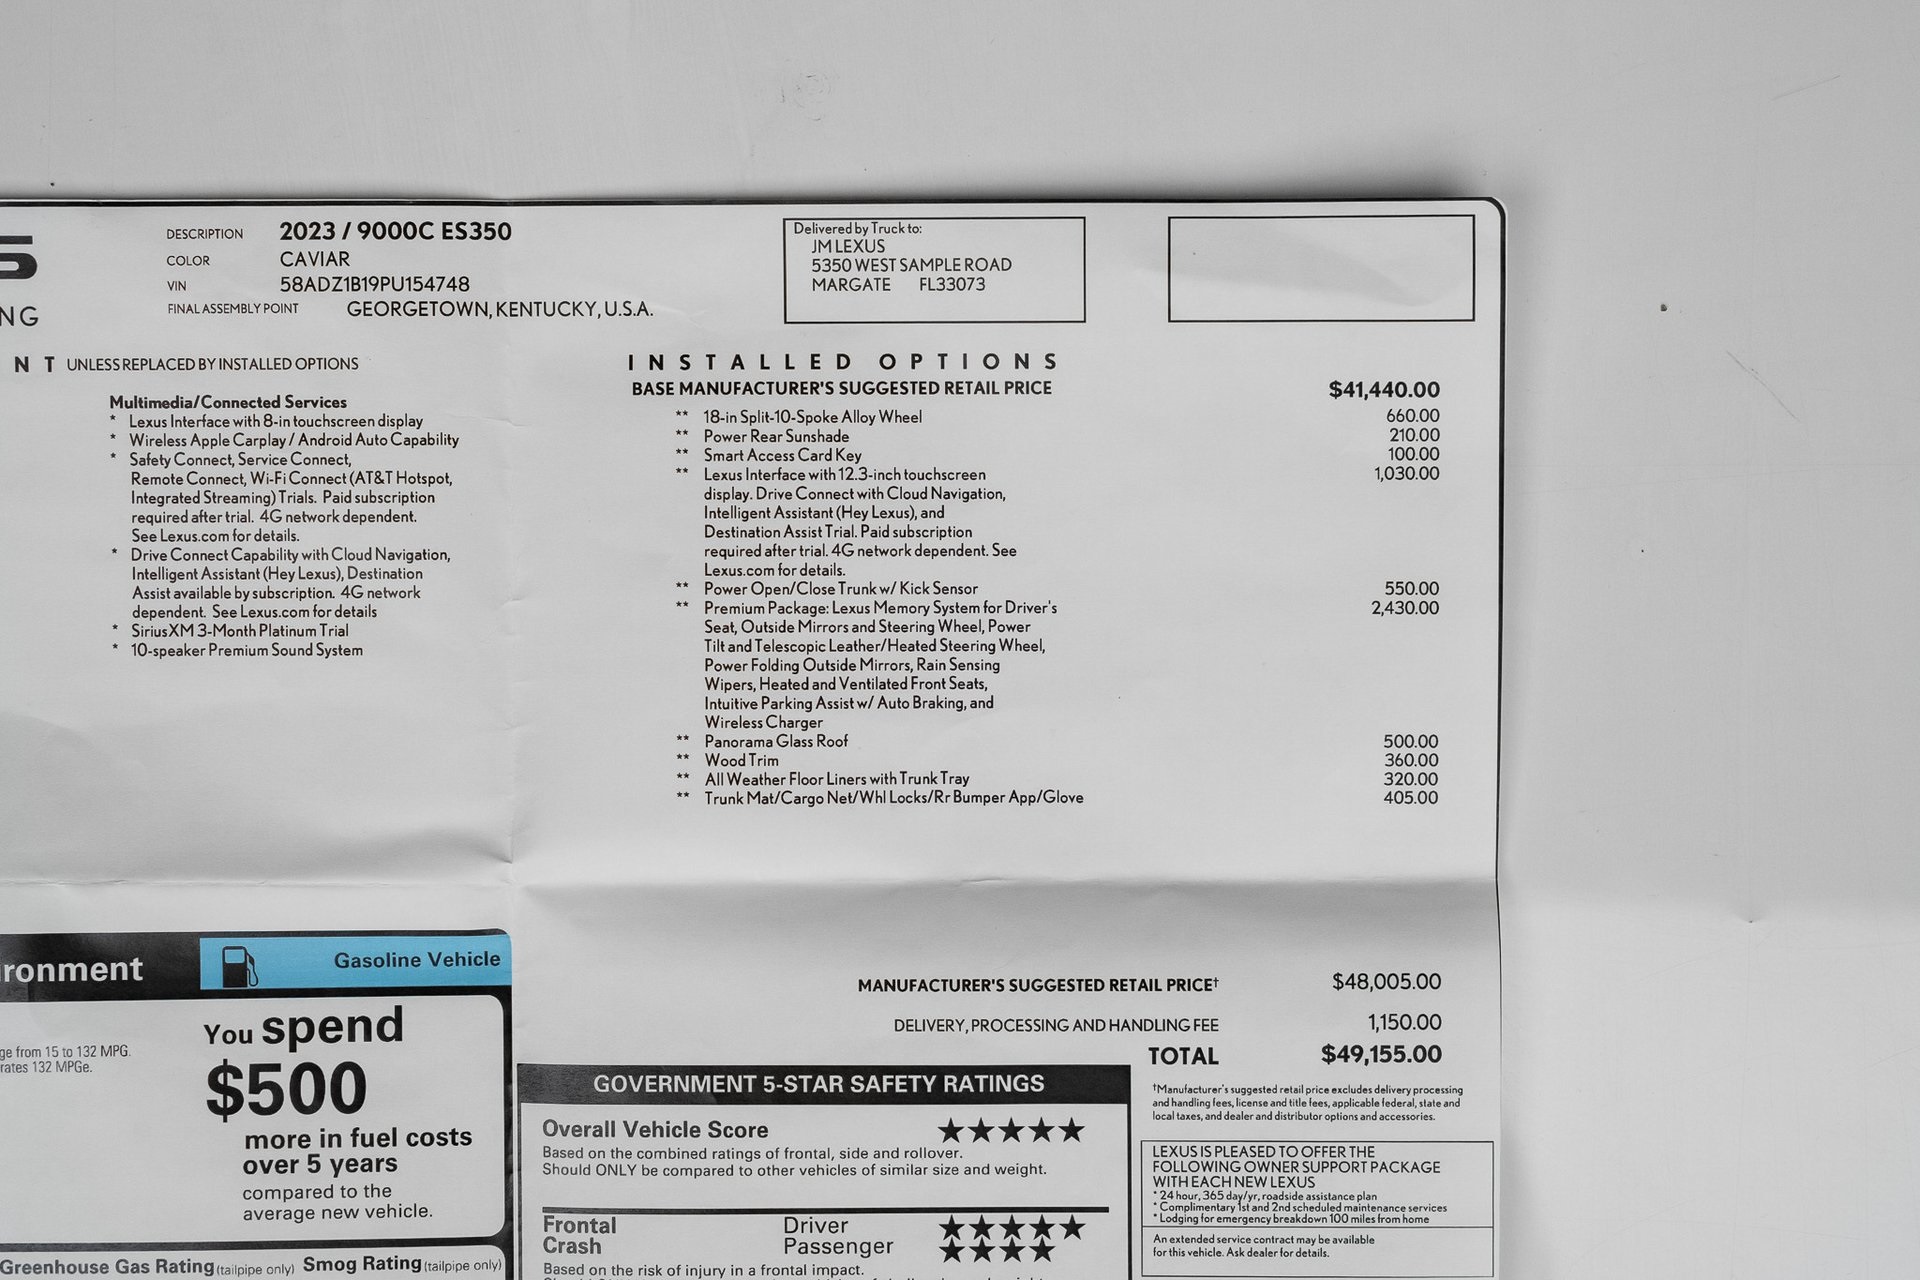 DESCRIPTION 2023 / 9000C ES350
COLOR CAVIAR
VIN 58ADZ1B19PU154748
FINAL ASSEMBLY POINT GEORGETOWN, KENTUCKY, U.S.A.
Delivered by Truck to:
JM LEXUS
5350 WEST SAMPLE ROAD
MARGATE FL33073
NG
NT UNLESS REPLACED BY INSTALLED OPTIONS
Multimedia/Connected Services
* Lexus Interface with 8-in touchscreen display
* Wireless Apple Carplay / Android Auto Capability
* Safety Connect, Service Connect,
Remote Connect, Wi-Fi Connect (AT&T Hotspot,
Integrated Streaming) Trials. Paid subscription
required after trial. 4G network dependent.
See Lexus.com for details.
* Drive Connect Capability with Cloud Navigation,
Intelligent Assistant (Hey Lexus), Destination
Assist available by subscription. 4G network
dependent. See Lexus.com for details
* SiriusXM 3-Month Platinum Trial
* 10-speaker Premium Sound System
INSTALLED OPTIONS
BASE MANUFACTURER'S SUGGESTED RETAIL PRICE $41,440.00
** 18-in Split-10-Spoke Alloy Wheel 660.00
** Power Rear Sunshade 210.00
** Smart Access Card Key 100.00
** Lexus Interface with 12.3-inch touchscreen 1,030.00
display. Drive Connect with Cloud Navigation,
Intelligent Assistant (Hey Lexus), and
Destination Assist Trial. Paid subscription
required after trial. 4G network dependent. See
Lexus.com for details.
** Power Open/Close Trunk w/ Kick Sensor 550.00
** Premium Package: Lexus Memory System for Driver's 2,430.00
Seat, Outside Mirrors and Steering Wheel, Power
Tilt and Telescopic Leather/Heated Steering Wheel,
Power Folding Outside Mirrors, Rain Sensing
Wipers, Heated and Ventilated Front Seats,
Intuitive Parking Assist w/ Auto Braking, and
Wireless Charger
** Panorama Glass Roof 500.00
** Wood Trim 360.00
** All Weather Floor Liners with Trunk Tray 320.00
** Trunk Mat/Cargo Net/Whl Locks/Rr Bumper App/Glove 405.00
MANUFACTURER'S SUGGESTED RETAIL PRICE† $48,005.00
DELIVERY, PROCESSING AND HANDLING FEE 1,150.00
TOTAL $49,155.00
†Manufacturer's suggested retail price excludes delivery processing
and handling fees, license and title fees, applicable federal, state and
local taxes, and dealer and distributor options and accessories.
ronment
Gasoline Vehicle
ge from 15 to 132 MPG.
rates 132 MPGe.
You spend
$500
more in fuel costs
over 5 years
compared to the
average new vehicle.
Greenhouse Gas Rating (tailpipe only) Smog Rating (tailpipe only)
GOVERNMENT 5-STAR SAFETY RATINGS
Overall Vehicle Score ★★★★★
Based on the combined ratings of frontal, side and rollover.
Should ONLY be compared to other vehicles of similar size and weight.
Frontal Driver ★★★★★
Crash Passenger ★★★★
Based on the risk of injury in a frontal impact.
LEXUS IS PLEASED TO OFFER THE
FOLLOWING OWNER SUPPORT PACKAGE
WITH EACH NEW LEXUS
* 24 hour, 365 day/yr, roadside assistance plan
* Complimentary 1st and 2nd scheduled maintenance services
* Lodging for emergency breakdown 100 miles from home
An extended service contract may be available
for this vehicle. Ask dealer for details.